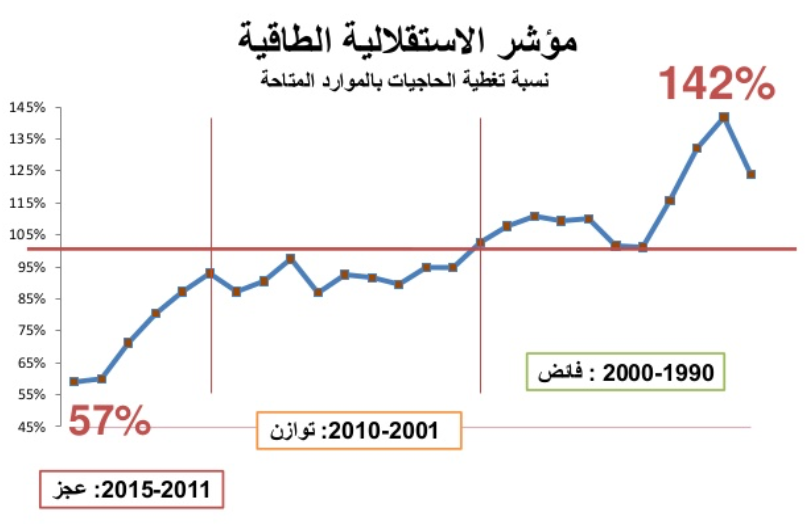 مؤشر الاستقلالية الطاقية
نسبة تغطية الحاجيات بالموارد المتاحة
142%
145%
135%
125%
115%
105%
95%
85%
75%
65%
55%
45%
57%
1990-2000 : فائض
2001-2010: توازن
2011-2015: عجز